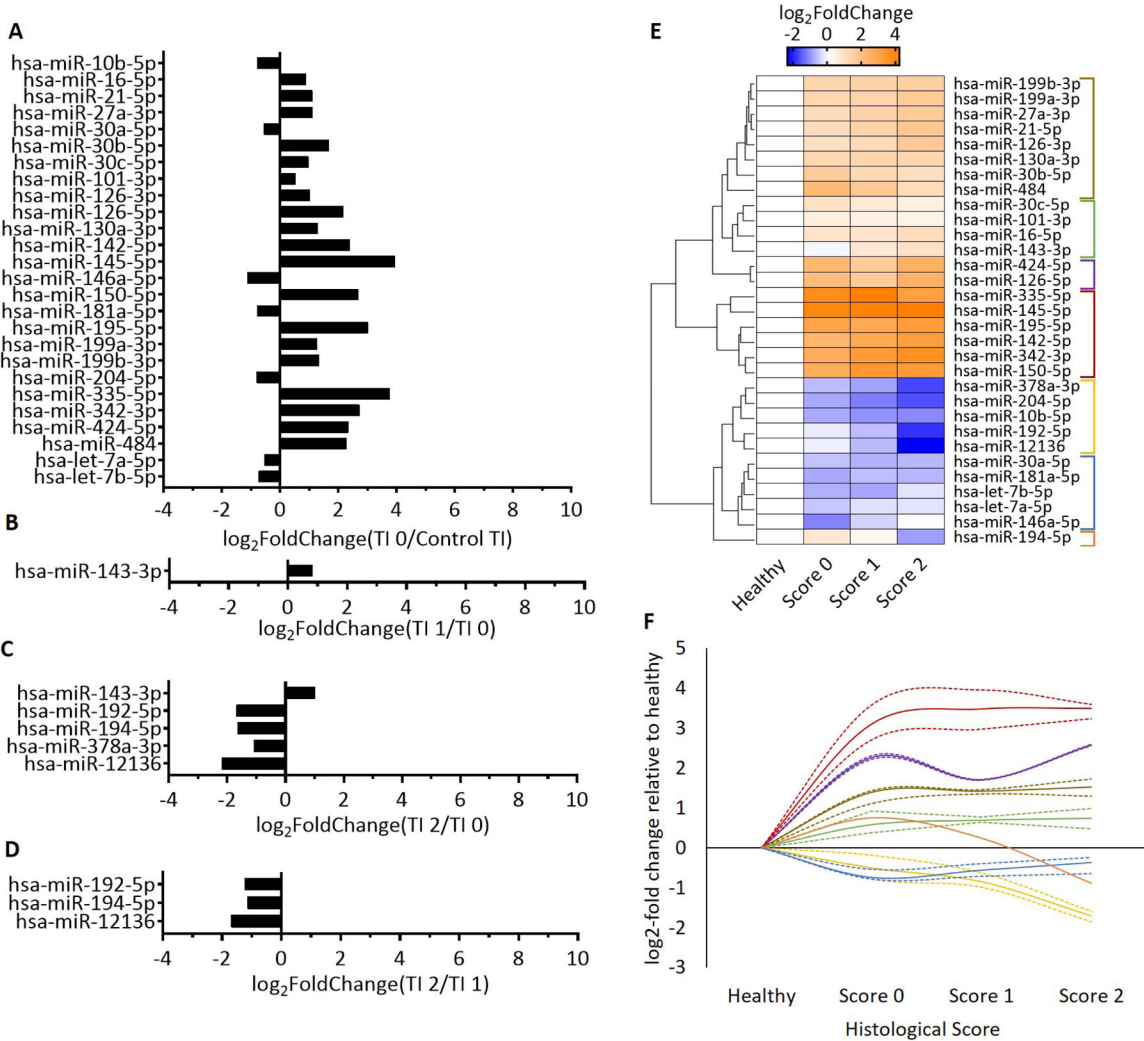 A
hsa-miR-10b-5p
hsa-miR-16-5p
hsa-miR-21-5p
hsa-miR-27a-3p
hsa-miR-30a-5p
hsa-miR-30b-5p
hsa-miR-30c-5p
hsa-miR-101-3p
hsa-miR-126-3p
hsa-miR-126-5p
hsa-miR-130a-3p
hsa-miR-142-5p
hsa-miR-145-5p
hsa-miR-146a-5p
hsa-miR-150-5p
hsa-miR-181a-5p
hsa-miR-195-5p
hsa-miR-199a-3p
hsa-miR-199b-3p
hsa-miR-204-5p
hsa-miR-335-5p
hsa-miR-342-3p
hsa-miR-424-5p
hsa-miR-484
hsa-let-7a-5p
hsa-let-7b-5p
-4 -2 0 2 4 6 8 10
log2FoldChange(TI 0/Control TI)
B
hsa-miR-143-3p
-4 -2 0 2 4 6 8 10
log2FoldChange(TI 1/TI 0)
C
hsa-miR-143-3p
hsa-miR-192-5p
hsa-miR-194-5p
hsa-miR-378a-3p
hsa-miR-12136
-4 -2 0 2 4 6 8 10
log2FoldChange(TI 2/TI 0)
D
hsa-miR-192-5p
hsa-miR-194-5p
hsa-miR-12136
-4 -2 0 2 4 6 8 10
log2FoldChange(TI 2/TI 1)
E
log2FoldChange
-2 0 2 4
hsa-miR-199b-3p
hsa-miR-199a-3p
hsa-miR-27a-3p
hsa-miR-21-5p
hsa-miR-126-3p
hsa-miR-130a-3p
hsa-miR-30b-5p
hsa-miR-484
hsa-miR-30c-5p
hsa-miR-101-3p
hsa-miR-16-5p
hsa-miR-143-3p
hsa-miR-424-5p
hsa-miR-126-5p
hsa-miR-335-5p
hsa-miR-145-5p
hsa-miR-195-5p
hsa-miR-142-5p
hsa-miR-342-3p
hsa-miR-150-5p
hsa-miR-378a-3p
hsa-miR-204-5p
hsa-miR-10b-5p
hsa-miR-192-5p
hsa-miR-12136
hsa-miR-30a-5p
hsa-miR-181a-5p
hsa-let-7b-5p
hsa-let-7a-5p
hsa-miR-146a-5p
hsa-miR-194-5p
Healthy Score 0 Score 1 Score 2
F
log2-fold change relative to healthy
5
4
3
2
1
0
-1
-2
-3
Healthy Score 0 Score 1 Score 2
Histological Score